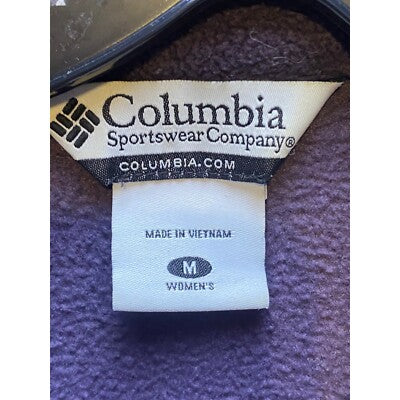 Columbia
Sportswear Company®
COLUMBIA.COM
MADE IN VIETNAM
M
WOMEN'S